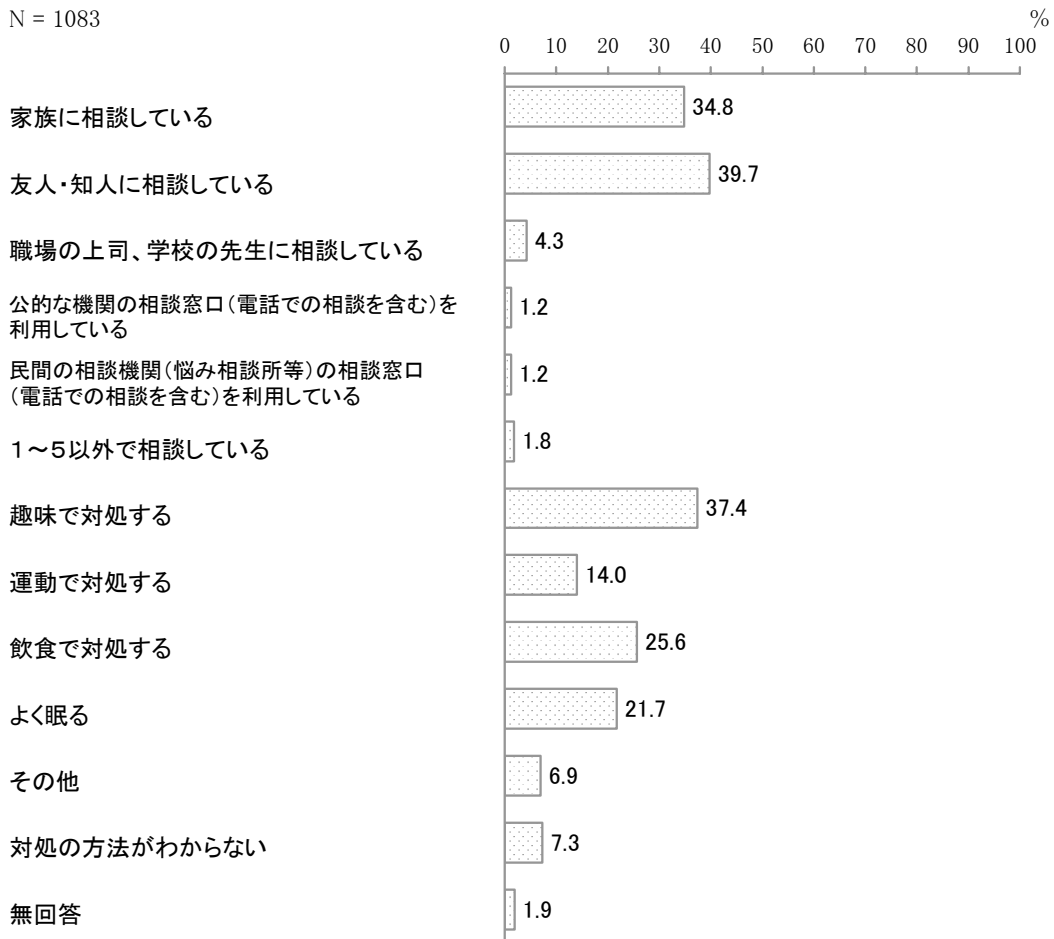 N = 1083
%
0 10 20 30 40 50 60 70 80 90 100
家族に相談している 34.8
友人・知人に相談している 39.7
職場の上司、学校の先生に相談している 4.3
公的な機関の相談窓口(電話での相談を含む)を
利用している 1.2
民間の相談機関(悩み相談所等)の相談窓口
(電話での相談を含む)を利用している 1.2
1~5以外で相談している 1.8
趣味で対処する 37.4
運動で対処する 14.0
飲食で対処する 25.6
よく眠る 21.7
その他 6.9
対処の方法がわからない 7.3
無回答 1.9